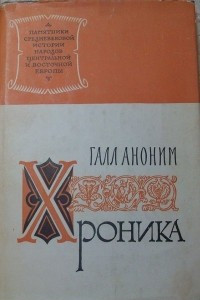 ПАМЯТНИКИ
СРЕДНЕВЕКОВОЙ
ИСТОРИИ
НАРОДОВ
ЦЕНТРАЛЬНОЙ
И ВОСТОЧНОЙ
ЕВРОПЫ
ГАЛЛ АНОНИМ
ХРОНИКА